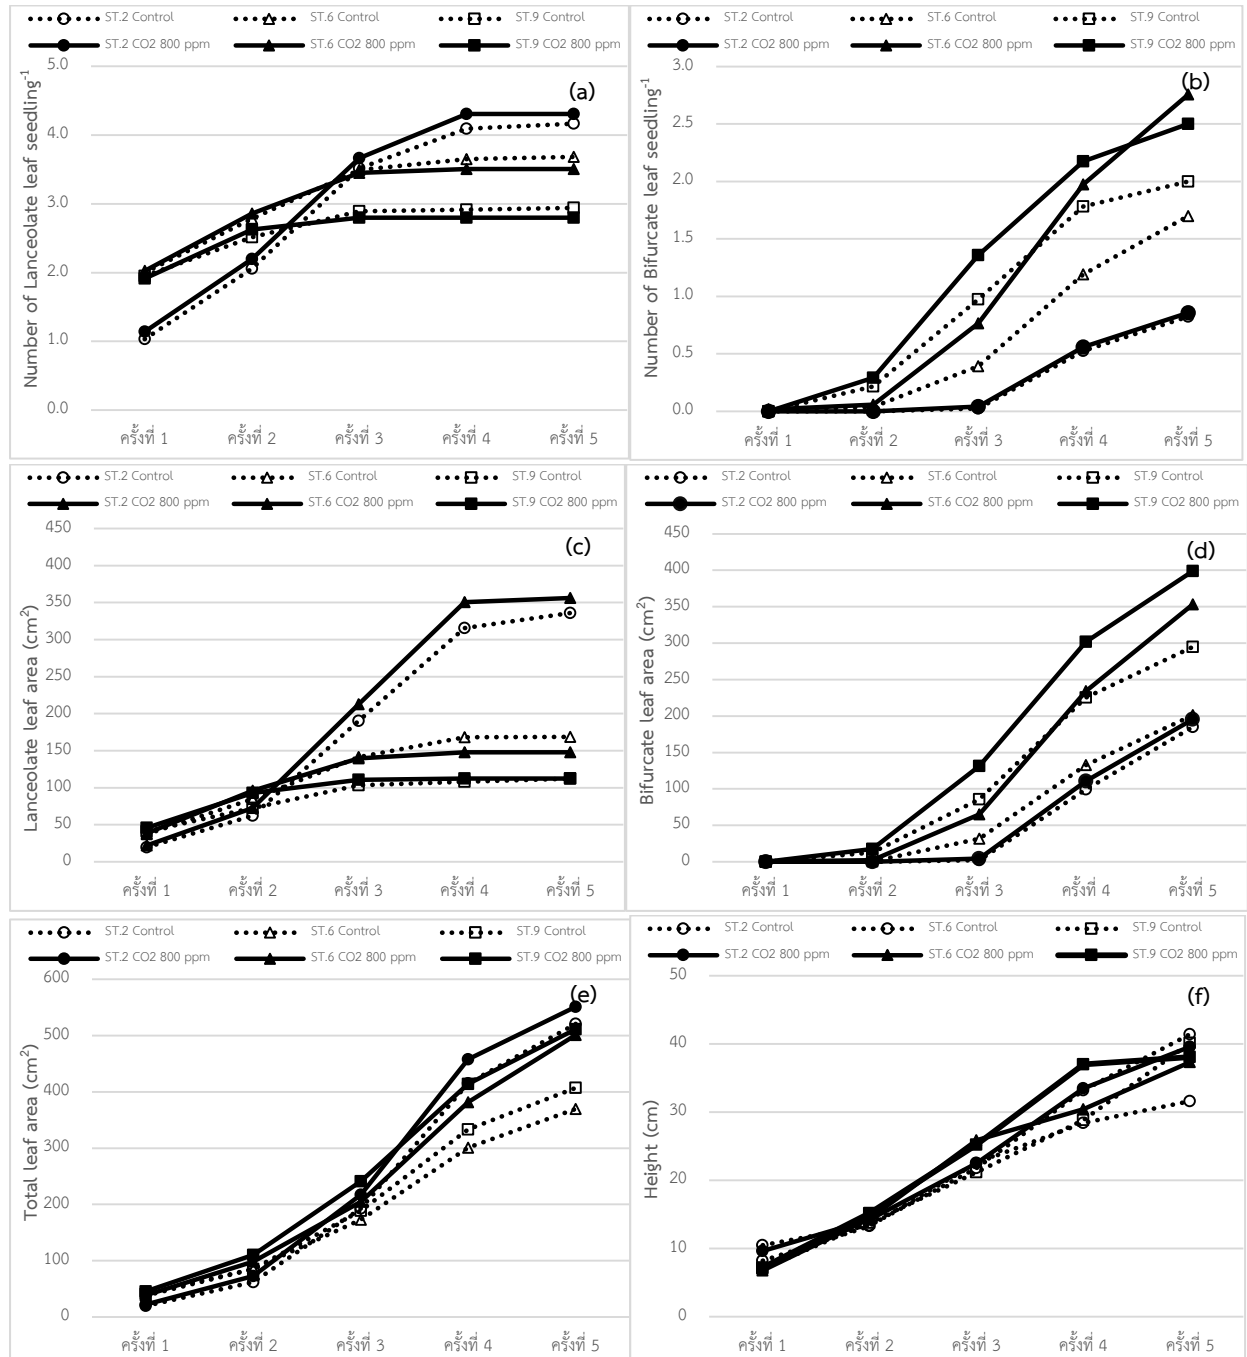 ST.2 Control ST.6 Control ST.9 Control
ST.2 CO2 800 ppm ST.6 CO2 800 ppm ST.9 CO2 800 ppm
(a)
Number of Lanceolate leaf seedling-1
5.0
4.0
3.0
2.0
1.0
0.0
ครั้งที่ 1 ครั้งที่ 2 ครั้งที่ 3 ครั้งที่ 4 ครั้งที่ 5
ST.2 Control ST.6 Control ST.9 Control
ST.2 CO2 800 ppm ST.6 CO2 800 ppm ST.9 CO2 800 ppm
(b)
Number of Bifurcate leaf seedling-1
3.0
2.5
2.0
1.5
1.0
0.5
0.0
ครั้งที่ 1 ครั้งที่ 2 ครั้งที่ 3 ครั้งที่ 4 ครั้งที่ 5
ST.2 Control ST.6 Control ST.9 Control
ST.2 CO2 800 ppm ST.6 CO2 800 ppm ST.9 CO2 800 ppm
(c)
Lanceolate leaf area (cm2)
450
400
350
300
250
200
150
100
50
0
ครั้งที่ 1 ครั้งที่ 2 ครั้งที่ 3 ครั้งที่ 4 ครั้งที่ 5
ST.2 Control ST.6 Control ST.9 Control
ST.2 CO2 800 ppm ST.6 CO2 800 ppm ST.9 CO2 800 ppm
(d)
Bifurcate leaf area (cm2)
450
400
350
300
250
200
150
100
50
0
ครั้งที่ 1 ครั้งที่ 2 ครั้งที่ 3 ครั้งที่ 4 ครั้งที่ 5
ST.2 Control ST.6 Control ST.9 Control
ST.2 CO2 800 ppm ST.6 CO2 800 ppm ST.9 CO2 800 ppm
(e)
Total leaf area (cm2)
600
500
400
300
200
100
0
ครั้งที่ 1 ครั้งที่ 2 ครั้งที่ 3 ครั้งที่ 4 ครั้งที่ 5
ST.2 Control ST.6 Control ST.9 Control
ST.2 CO2 800 ppm ST.6 CO2 800 ppm ST.9 CO2 800 ppm
(f)
Height (cm)
50
40
30
20
10
0
ครั้งที่ 1 ครั้งที่ 2 ครั้งที่ 3 ครั้งที่ 4 ครั้งที่ 5